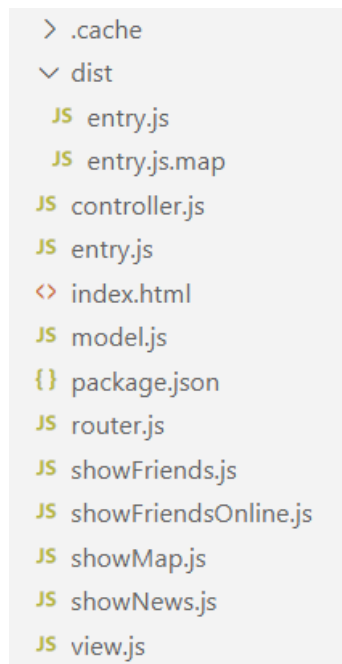 .cache
dist
JS entry.js
JS entry.js.map
JS controller.js
JS entry.js
<> index.html
JS model.js
{} package.json
JS router.js
JS showFriends.js
JS showFriendsOnline.js
JS showMap.js
JS showNews.js
JS view.js